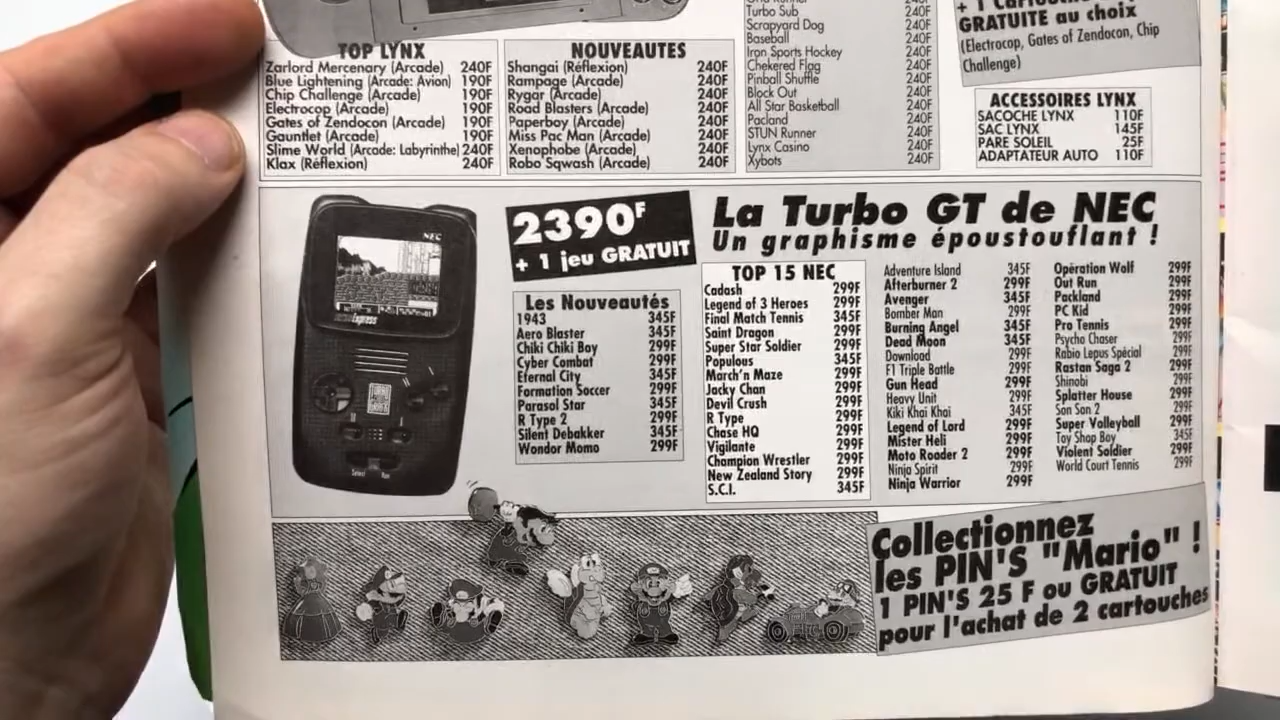 TOP LYNX
Zarlord Mercenary (Arcade) 240F
Blue Lightening (Arcade: Avion) 190F
Chip Challenge (Arcade) 190F
Electrocop (Arcade) 190F
Gates of Zendocon (Arcade) 190F
Gauntlet (Arcade) 190F
Slime World (Arcade: Labyrinthe) 240F
Klax (Réflexion) 240F
NOUVEAUTES
Shangai (Réflexion) 240F
Rampage (Arcade) 240F
Rygar (Arcade) 240F
Road Blasters (Arcade) 240F
Paperboy (Arcade) 240F
Miss Pac Man (Arcade) 240F
Xenophobe (Arcade) 240F
Robo Sqwash (Arcade) 240F
Turbo Sub 240F
Scrapyard Dog 240F
Baseball 240F
Iron Sports Hockey 240F
Chekered Flag 240F
Pinball Shuffle 240F
Block Out 240F
All Star Basketball 240F
Pacland 240F
STUN Runner 240F
Lynx Casino 240F
Xybots 240F
GRATUITE au choix
(Electrocop, Gates of Zendocon, Chip
Challenge)
ACCESSOIRES LYNX
SACOCHE LYNX 110F
SAC LYNX 145F
PARE SOLEIL 25F
ADAPTATEUR AUTO 110F
NEC
Express
2390F
+ 1 jeu GRATUIT
La Turbo GT de NEC
Un graphisme époustouflant !
Les Nouveautés
1943 345F
Aero Blaster 345F
Chiki Chiki Boy 299F
Cyber Combat 299F
Eternal City 345F
Formation Soccer 299F
Parasol Star 345F
R Type 2 299F
Silent Debakker 345F
Wondor Momo 299F
TOP 15 NEC
Cadash 299F
Legend of 3 Heroes 299F
Final Match Tennis 345F
Saint Dragon 299F
Super Star Soldier 299F
Populous 345F
March'n Maze 299F
Jacky Chan 299F
Devil Crush 299F
R Type 299F
Chase HQ 299F
Vigilante 299F
Champion Wrestler 299F
New Zealand Story 299F
S.C.I. 345F
Adventure Island 345F
Afterburner 2 299F
Avenger 345F
Bomber Man 299F
Burning Angel 345F
Dead Moon 345F
Download 299F
F1 Triple Battle 299F
Gun Head 299F
Heavy Unit 299F
Kiki Khai Khai 345F
Legend of Lord 299F
Mister Heli 299F
Moto Roader 2 299F
Ninja Spirit 299F
Ninja Warrior 299F
Opération Wolf 299F
Out Run 299F
Packland 299F
PC Kid 299F
Pro Tennis 299F
Psycho Chaser 299F
Rabio Lepus Spécial 299F
Rastan Saga 2 299F
Shinobi 299F
Splatter House 299F
Son Son 2 299F
Super Volleyball 299F
Toy Shop Boy 345F
Violent Soldier 299F
World Court Tennis 299F
Select Run
Collectionnez
les PIN'S "Mario" !
1 PIN'S 25 F ou GRATUIT
pour l'achat de 2 cartouches